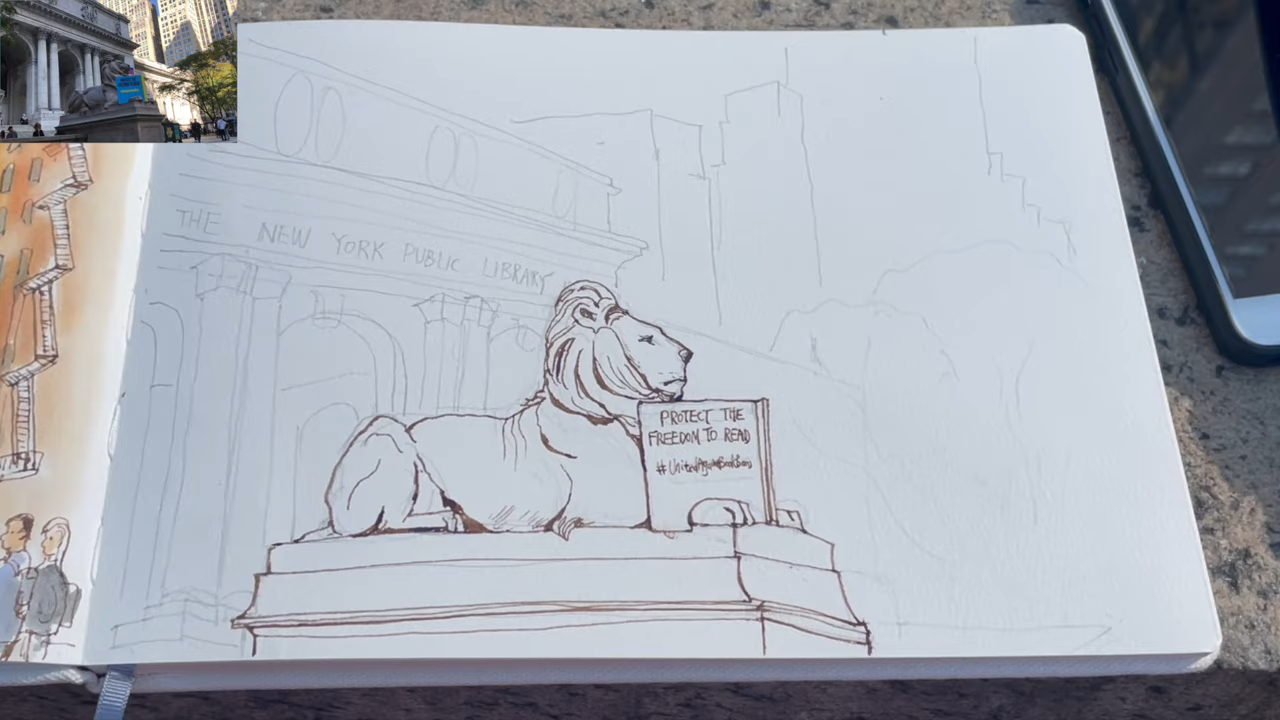 THE NEW YORK PUBLIC LIBRARY
PROTECT THE
FREEDOM TO READ
#UnitedAgainstBookBans